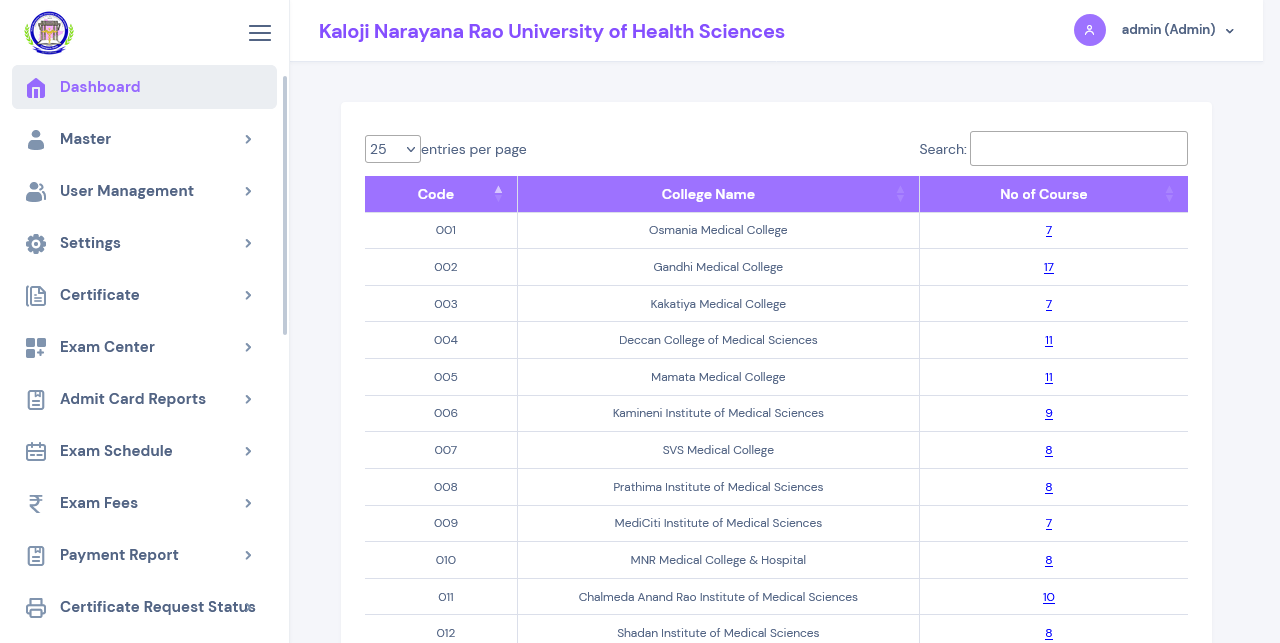 Kaloji Narayana Rao University of Health Sciences
admin (Admin)
Dashboard
Master
User Management
Settings
Certificate
Exam Center
Admit Card Reports
Exam Schedule
Exam Fees
Payment Report
Certificate Request Status
25 entries per page
Search:
Code College Name No of Course
001 Osmania Medical College 7
002 Gandhi Medical College 17
003 Kakatiya Medical College 7
004 Deccan College of Medical Sciences 11
005 Mamata Medical College 11
006 Kamineni Institute of Medical Sciences 9
007 SVS Medical College 8
008 Prathima Institute of Medical Sciences 8
009 MediCiti Institute of Medical Sciences 7
010 MNR Medical College & Hospital 8
011 Chalmeda Anand Rao Institute of Medical Sciences 10
012 Shadan Institute of Medical Sciences 8